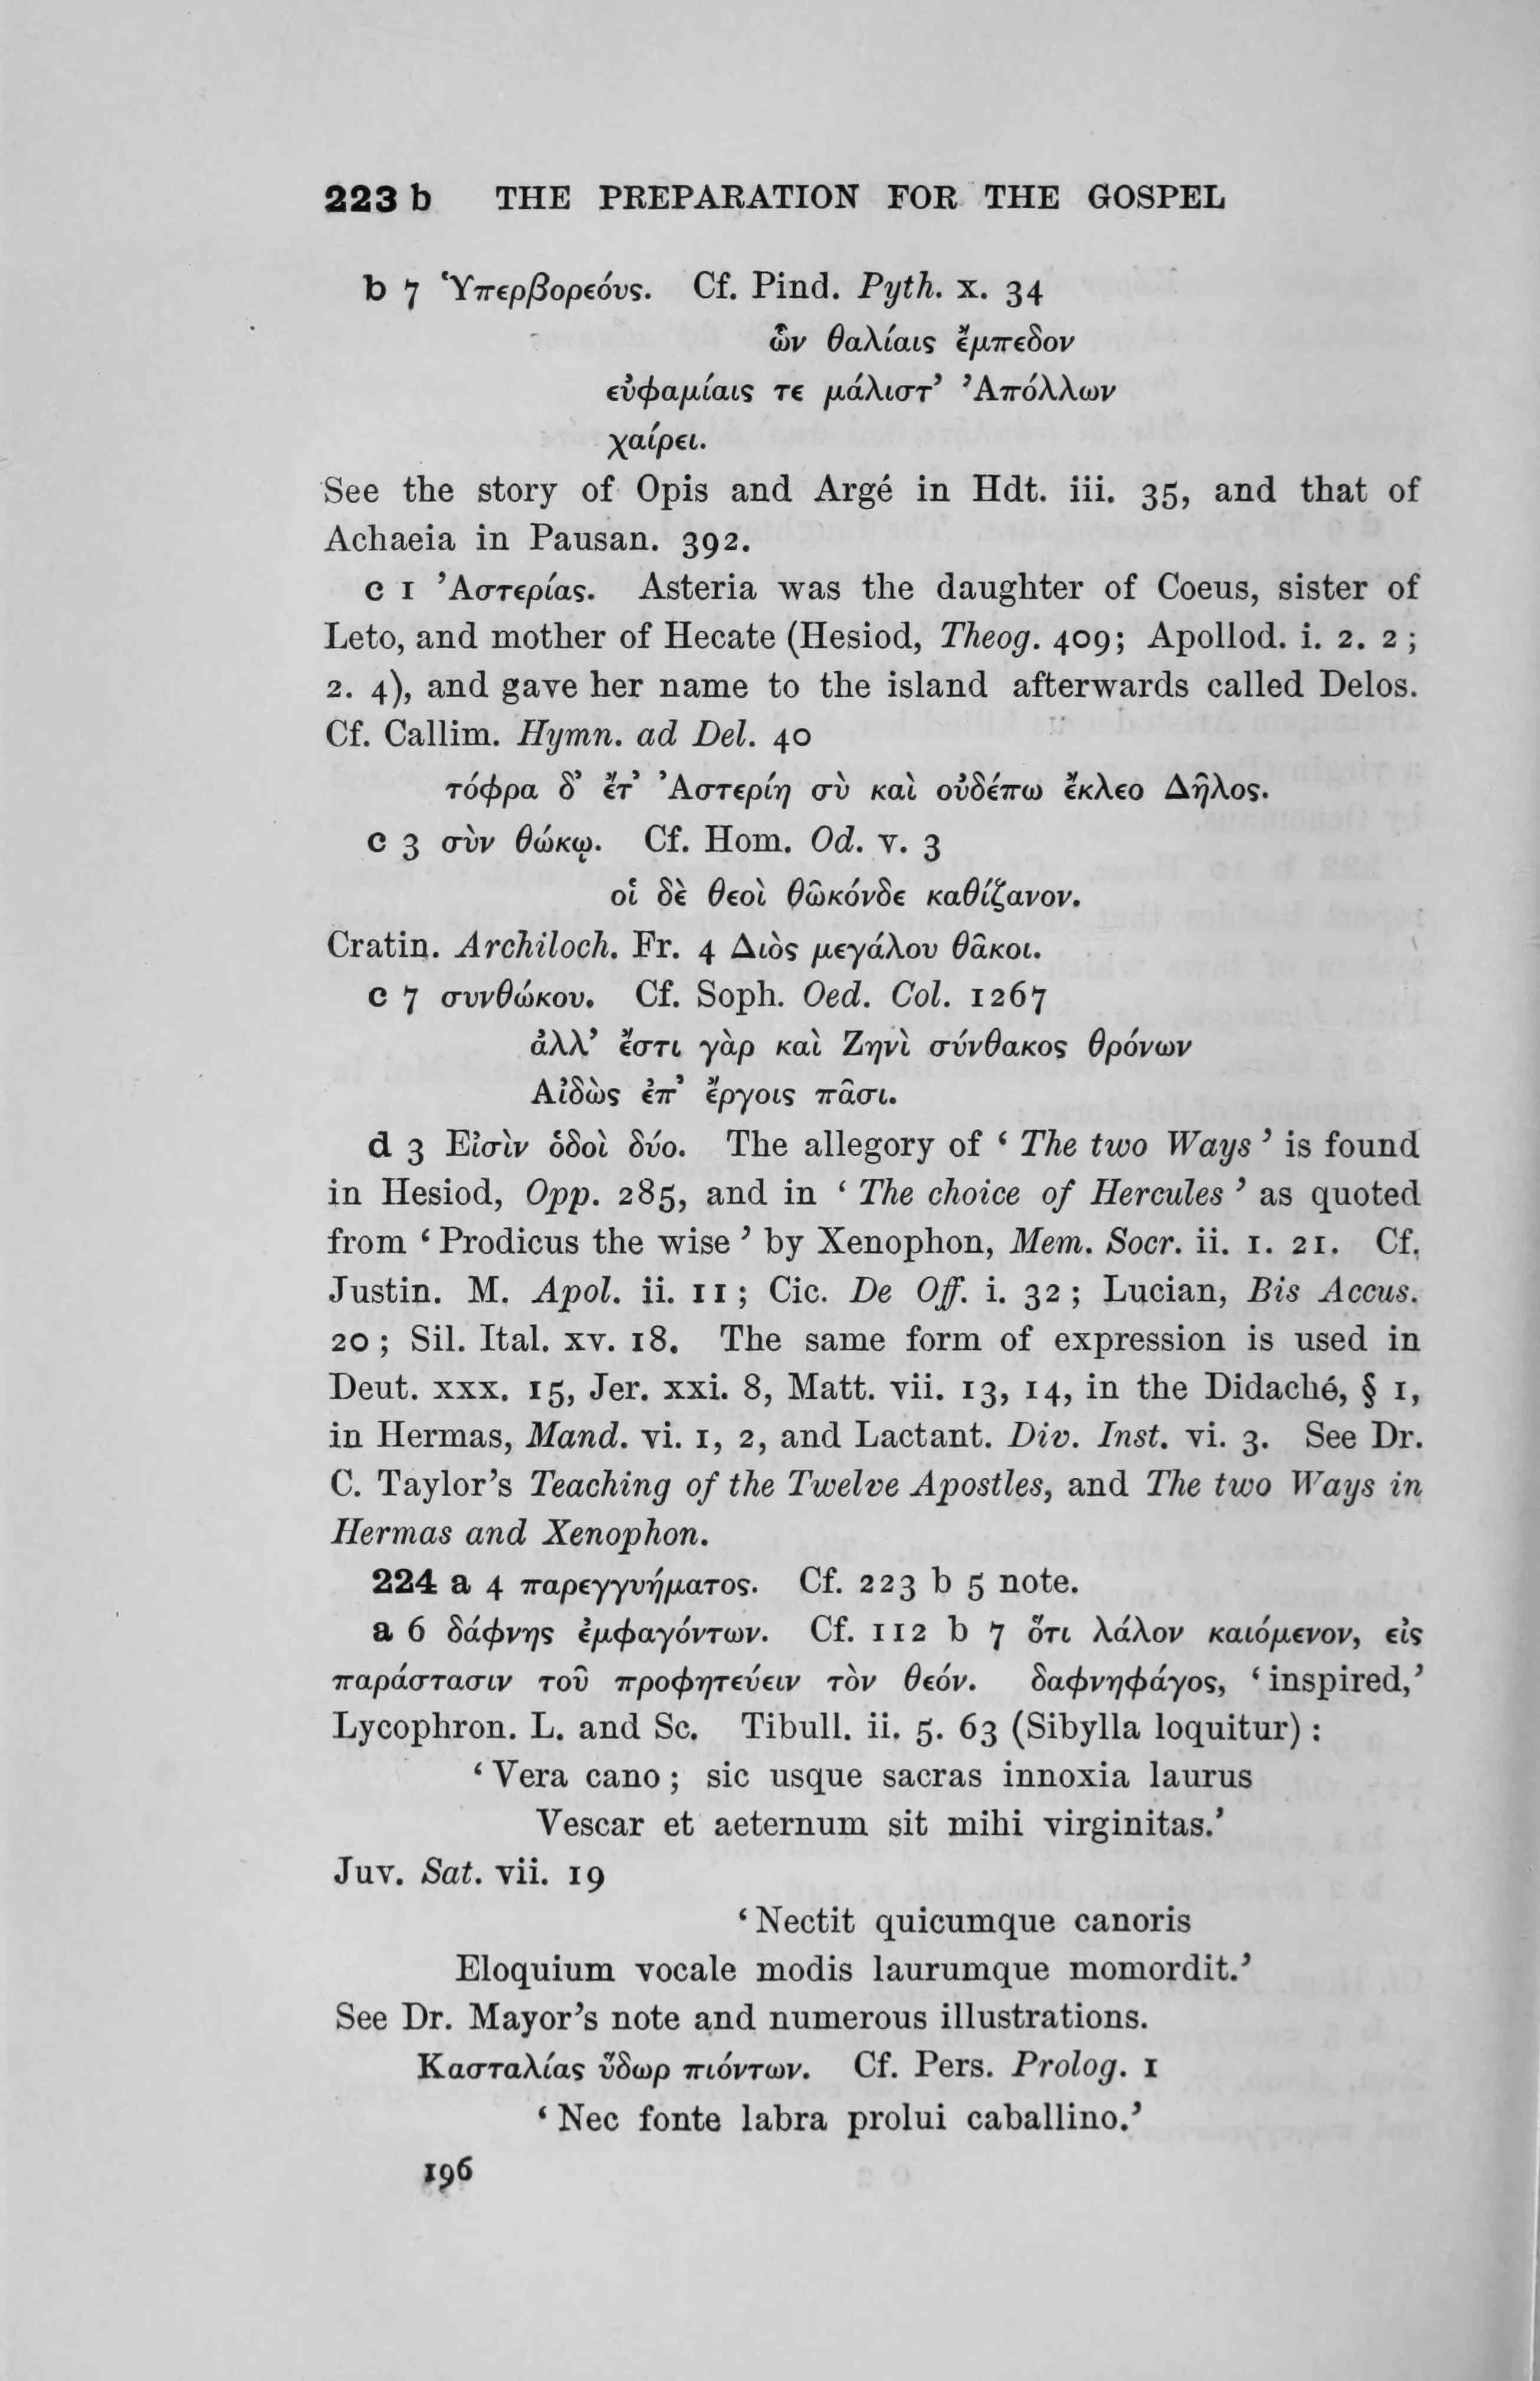 223 b THE PREPARATION FOR THE GOSPEL
b 7 Ὑπερβορεόυς. Cf. Pind. Pyth. x. 34
ὧν θαλίαις ἔμπεδον
εὐφαμίαις τε μάλιστ’ Ἀπόλλων
χαίρει.
See the story of Opis and Argé in Hdt. iii. 35, and that of
Achaeia in Pausan. 392.
c 1 Ἀστερίας. Asteria was the daughter of Coeus, sister of
Leto, and mother of Hecate (Hesiod, Theog. 409; Apollod. i. 2. 2 ;
2. 4), and gave her name to the island afterwards called Delos.
Cf. Callim. Hymn. ad Del. 40
τόφρα δ’ ἔτ’ Ἀστερίη σὺ καὶ οὐδέπω ἔκλεο Δῆλος.
c 3 σὺν θώκῳ. Cf. Hom. Od. v. 3
οἱ δὲ θεοὶ θῶκόνδε καθίζανον.
Cratin. Archiloch. Fr. 4 Διὸς μεγάλου θᾶκοι.
c 7 συνθώκου. Cf. Soph. Oed. Col. 1267
ἀλλ’ ἔστι γὰρ καὶ Ζηνὶ σύνθακος θρόνων
Αἰδὼς ἐπ’ ἔργοις πᾶσι.
d 3 Εἰσὶν ὁδοὶ δύο. The allegory of ‘ The two Ways ’ is found
in Hesiod, Opp. 285, and in ‘ The choice of Hercules ’ as quoted
from ‘ Prodicus the wise ’ by Xenophon, Mem. Socr. ii. 1. 21. Cf.
Justin. M. Apol. ii. 11 ; Cic. De Off. i. 32 ; Lucian, Bis Accus.
20 ; Sil. Ital. xv. 18. The same form of expression is used in
Deut. xxx. 15, Jer. xxi. 8, Matt. vii. 13, 14, in the Didaché, § 1,
in Hermas, Mand. vi. 1, 2, and Lactant. Div. Inst. vi. 3. See Dr.
C. Taylor’s Teaching of the Twelve Apostles, and The two Ways in
Hermas and Xenophon.
224 a 4 παρεγγυήματος. Cf. 223 b 5 note.
a 6 δάφνης ἐμφαγόντων. Cf. 112 b 7 ὅτι λάλον καιόμενον, εἰς
παράστασιν τοῦ προφητεύειν τὸν θεόν. δαφνηφάγος, ‘ inspired,’
Lycophron. L. and Sc. Tibull. ii. 5. 63 (Sibylla loquitur) :
‘ Vera cano ; sic usque sacras innoxia laurus
Vescar et aeternum sit mihi virginitas.’
Juv. Sat. vii. 19
‘ Nectit quicumque canoris
Eloquium vocale modis laurumque momordit.’
See Dr. Mayor’s note and numerous illustrations.
Κασταλίας ὕδωρ πιόντων. Cf. Pers. Prolog. 1
‘ Nec fonte labra prolui caballino.’
196